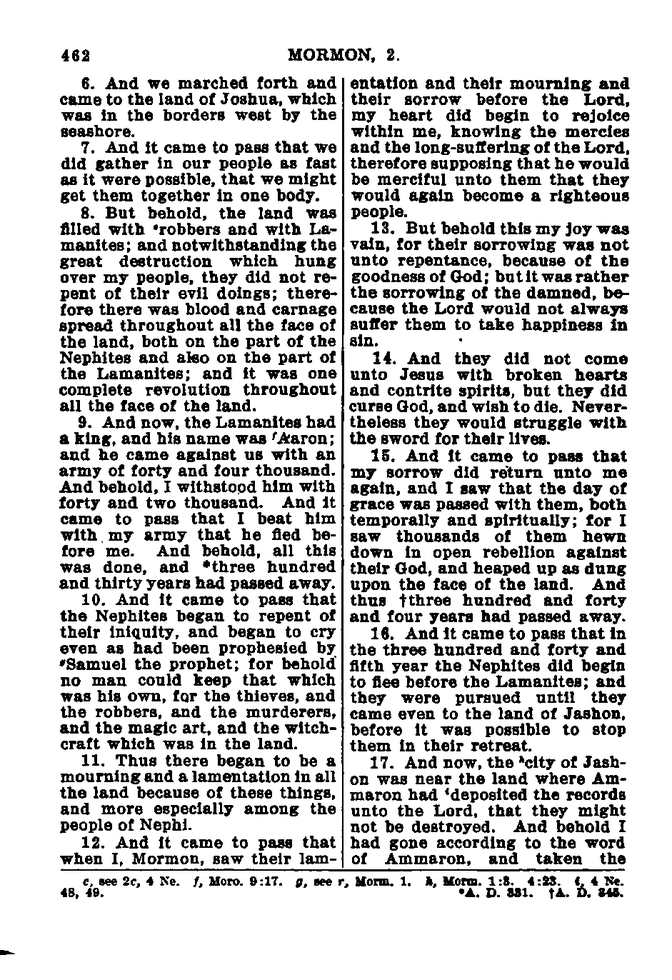 462
MORMON, 2.
6. And we marched forth and
came to the land of Joshua, which
was in the borders west by the
seashore.
7. And it came to pass that we
did gather in our people as fast
as it were possible, that we might
get them together in one body.
8. But behold, the land was
filled with ᵉrobbers and with La-
manites; and notwithstanding the
great destruction which hung
over my people, they did not re-
pent of their evil doings; there-
fore there was blood and carnage
spread throughout all the face of
the land, both on the part of the
Nephites and also on the part of
the Lamanites; and it was one
complete revolution throughout
all the face of the land.
9. And now, the Lamanites had
a king, and his name was ᶠAaron;
and he came against us with an
army of forty and four thousand.
And behold, I withstood him with
forty and two thousand. And it
came to pass that I beat him
with my army that he fled be-
fore me. And behold, all this
was done, and *three hundred
and thirty years had passed away.
10. And it came to pass that
the Nephites began to repent of
their iniquity, and began to cry
even as had been prophesied by
ᵍSamuel the prophet; for behold
no man could keep that which
was his own, for the thieves, and
the robbers, and the murderers,
and the magic art, and the witch-
craft which was in the land.
11. Thus there began to be a
mourning and a lamentation in all
the land because of these things,
and more especially among the
people of Nephi.
12. And it came to pass that
when I, Mormon, saw their lam-
entation and their mourning and
their sorrow before the Lord,
my heart did begin to rejoice
within me, knowing the mercies
and the long-suffering of the Lord,
therefore supposing that he would
be merciful unto them that they
would again become a righteous
people.
13. But behold this my joy was
vain, for their sorrowing was not
unto repentance, because of the
goodness of God; but it was rather
the sorrowing of the damned, be-
cause the Lord would not always
suffer them to take happiness in
sin.
14. And they did not come
unto Jesus with broken hearts
and contrite spirits, but they did
curse God, and wish to die. Never-
theless they would struggle with
the sword for their lives.
15. And it came to pass that
my sorrow did return unto me
again, and I saw that the day of
grace was passed with them, both
temporally and spiritually; for I
saw thousands of them hewn
down in open rebellion against
their God, and heaped up as dung
upon the face of the land. And
thus †three hundred and forty
and four years had passed away.
16. And it came to pass that in
the three hundred and forty and
fifth year the Nephites did begin
to flee before the Lamanites; and
they were pursued until they
came even to the land of Jashon,
before it was possible to stop
them in their retreat.
17. And now, the ʰcity of Jash-
on was near the land where Am-
maron had ⁱdeposited the records
unto the Lord, that they might
not be destroyed. And behold I
had gone according to the word
of Ammaron, and taken the
e, see 2c, 4 Ne. f, Moro. 9:17. g, see r, Morm. 1. h, Morm. 1:3. 4:23. i, 4 Ne.
48, 49. *A. D. 331. †A. D. 345.